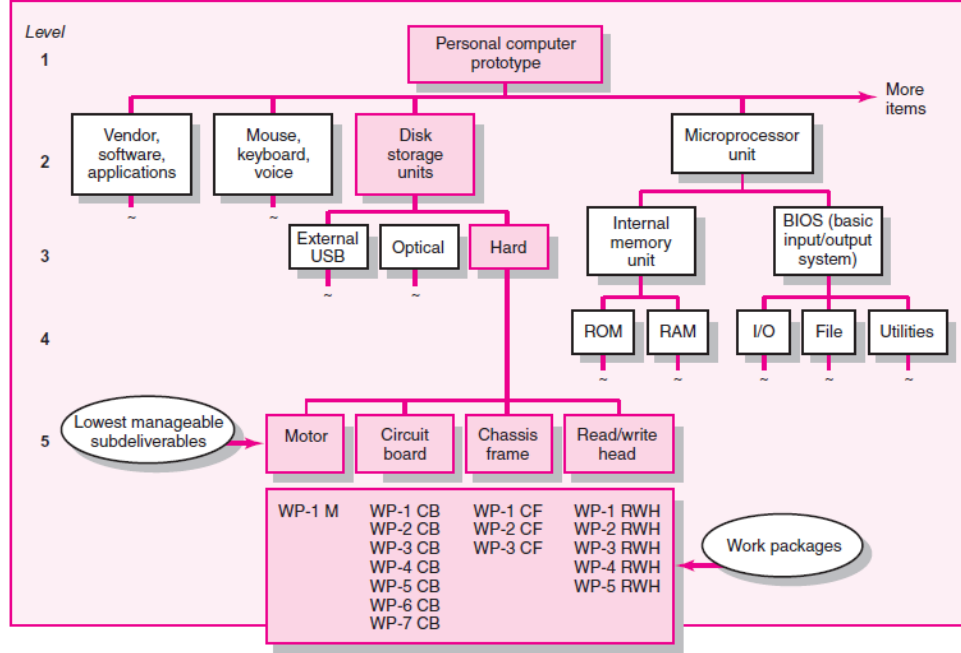 Level
1
Personal computer
prototype
More
items
2
Vendor,
software,
applications
Mouse,
keyboard,
voice
Disk
storage
units
Microprocessor
unit
3
External
USB
Optical
Hard
Internal
memory
unit
BIOS (basic
input/output
system)
~
~
~
~
4
ROM
RAM
I/O
File
Utilities
~
~
~
~
~
Lowest manageable
subdeliverables
5
Motor
Circuit
board
Chassis
frame
Read/write
head
WP-1 M
WP-1 CB
WP-2 CB
WP-3 CB
WP-4 CB
WP-5 CB
WP-6 CB
WP-7 CB
WP-1 CF
WP-2 CF
WP-3 CF
WP-1 RWH
WP-2 RWH
WP-3 RWH
WP-4 RWH
WP-5 RWH
Work packages